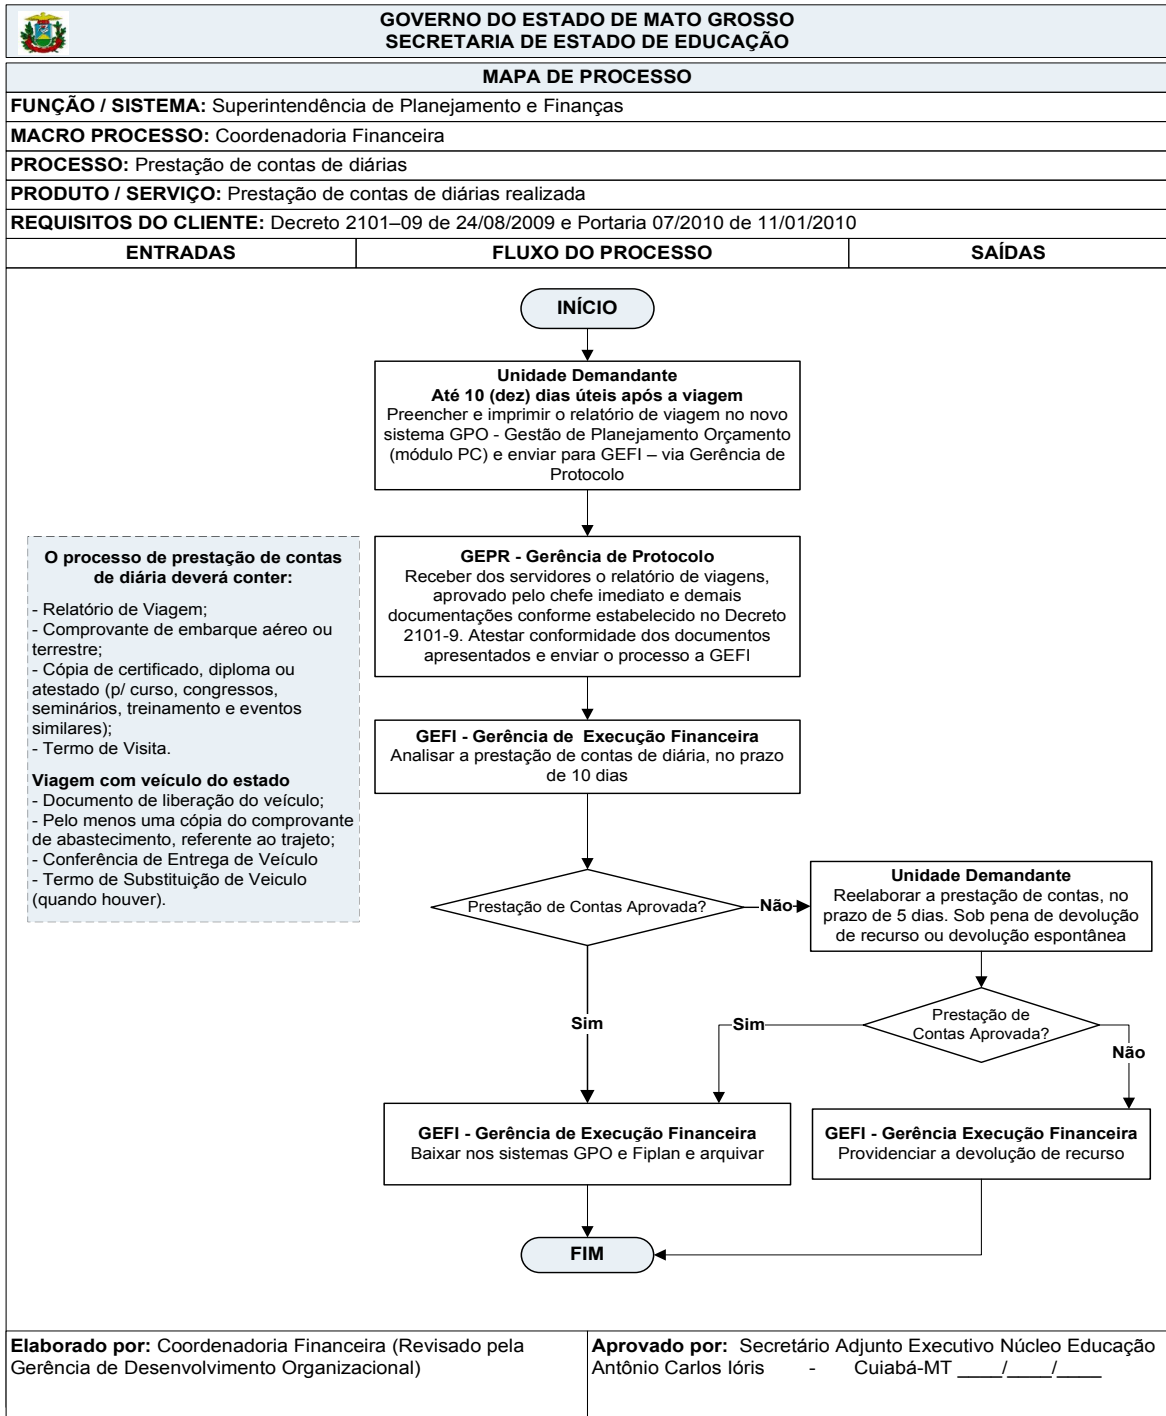 GOVERNO DO ESTADO DE MATO GROSSO
SECRETARIA DE ESTADO DE EDUCAÇÃO
MAPA DE PROCESSO
FUNÇÃO / SISTEMA: Superintendência de Planejamento e Finanças
MACRO PROCESSO: Coordenadoria Financeira
PROCESSO: Prestação de contas de diárias
PRODUTO / SERVIÇO: Prestação de contas de diárias realizada
REQUISITOS DO CLIENTE: Decreto 2101–09 de 24/08/2009 e Portaria 07/2010 de 11/01/2010
ENTRADAS
FLUXO DO PROCESSO
SAÍDAS
INÍCIO
Unidade Demandante
Até 10 (dez) dias úteis após a viagem
Preencher e imprimir o relatório de viagem no novo
sistema GPO - Gestão de Planejamento Orçamento
(módulo PC) e enviar para GEFI – via Gerência de
Protocolo
O processo de prestação de contas
de diária deverá conter:
- Relatório de Viagem;
- Comprovante de embarque aéreo ou
terrestre;
- Cópia de certificado, diploma ou
atestado (p/ curso, congressos,
seminários, treinamento e eventos
similares);
- Termo de Visita.
Viagem com veículo do estado
- Documento de liberação do veículo;
- Pelo menos uma cópia do comprovante
de abastecimento, referente ao trajeto;
- Conferência de Entrega de Veículo
- Termo de Substituição de Veiculo
(quando houver).
GEPR - Gerência de Protocolo
Receber dos servidores o relatório de viagens,
aprovado pelo chefe imediato e demais
documentações conforme estabelecido no Decreto
2101-9. Atestar conformidade dos documentos
apresentados e enviar o processo a GEFI
GEFI - Gerência de Execução Financeira
Analisar a prestação de contas de diária, no prazo
de 10 dias
Prestação de Contas Aprovada?
Não
Unidade Demandante
Reelaborar a prestação de contas, no
prazo de 5 dias. Sob pena de devolução
de recurso ou devolução espontânea
Sim
Sim
Prestação de
Contas Aprovada?
Não
GEFI - Gerência de Execução Financeira
Baixar nos sistemas GPO e Fiplan e arquivar
GEFI - Gerência Execução Financeira
Providenciar a devolução de recurso
FIM
Elaborado por: Coordenadoria Financeira (Revisado pela
Gerência de Desenvolvimento Organizacional)
Aprovado por: Secretário Adjunto Executivo Núcleo Educação
Antônio Carlos Ióris - Cuiabá-MT ____/____/____